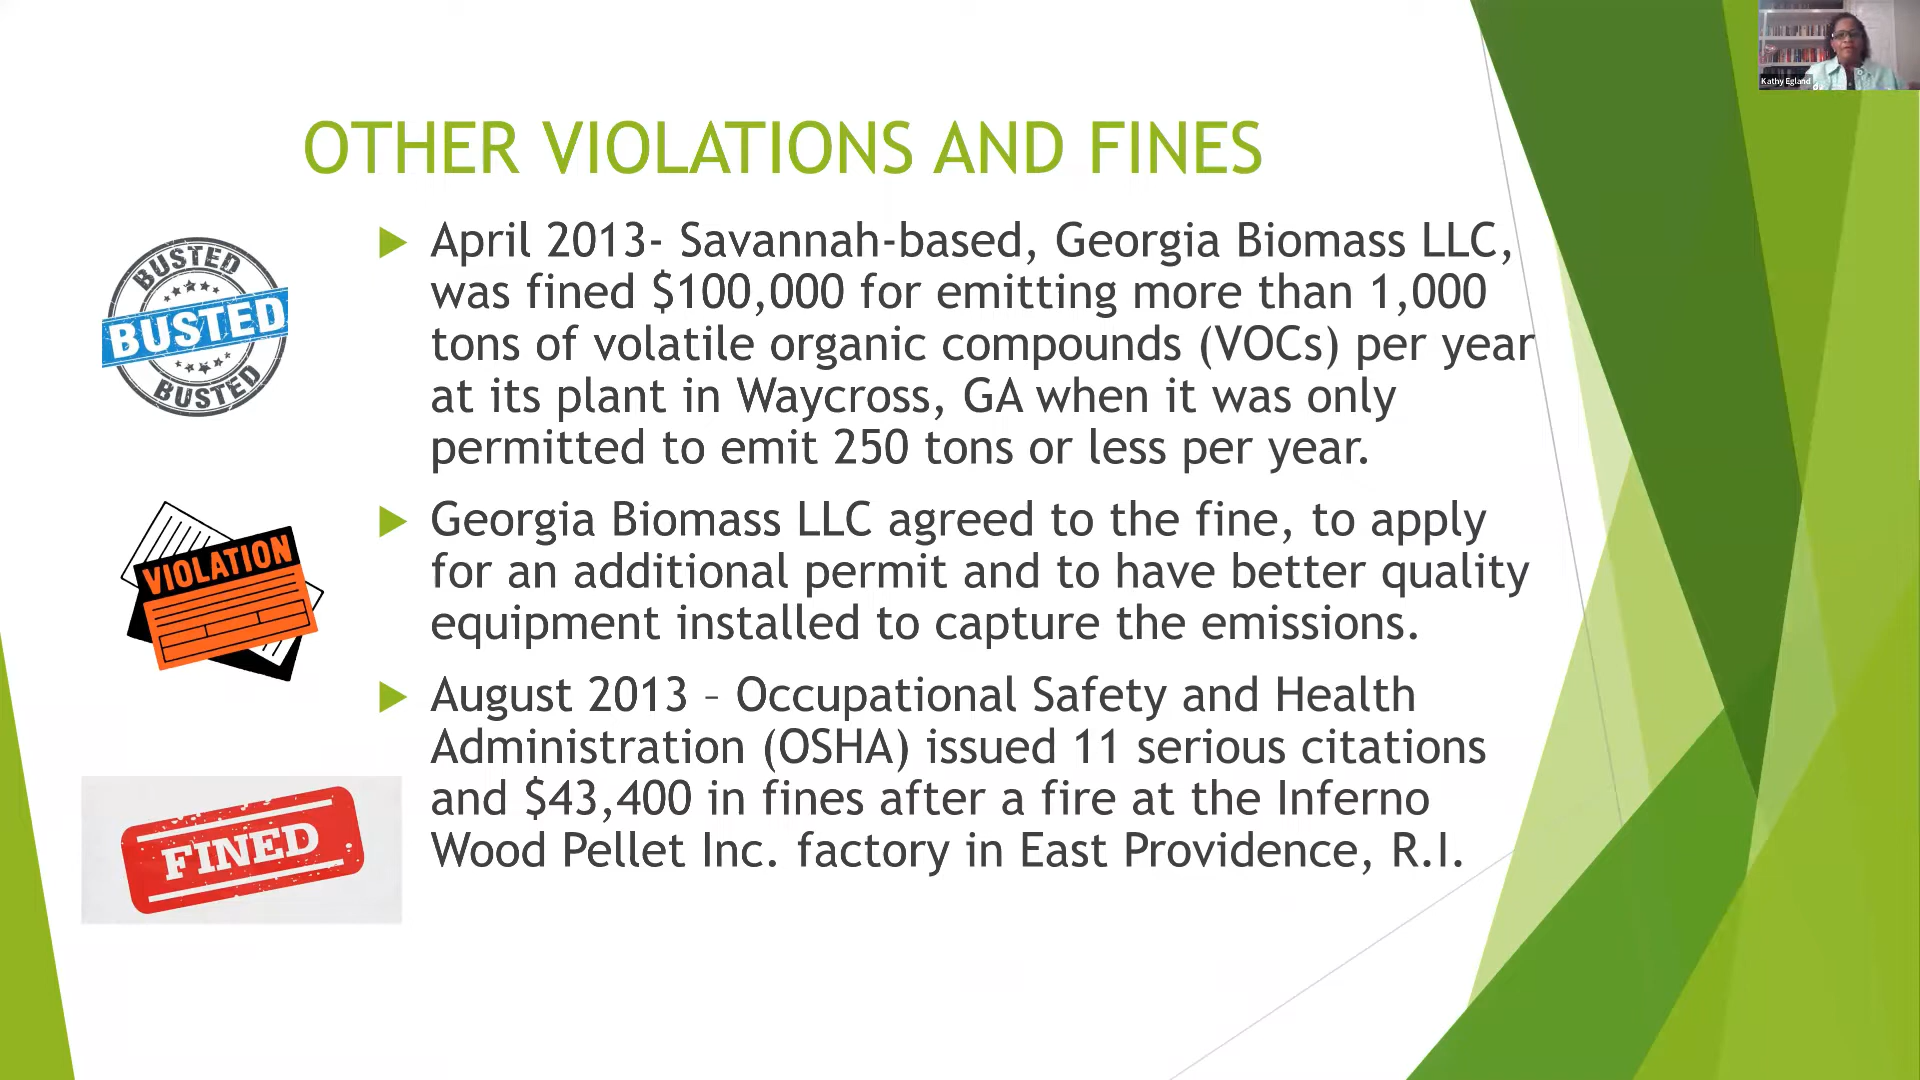 Kathy Egland
OTHER VIOLATIONS AND FINES
April 2013- Savannah-based, Georgia Biomass LLC,
was fined $100,000 for emitting more than 1,000
tons of volatile organic compounds (VOCs) per year
at its plant in Waycross, GA when it was only
permitted to emit 250 tons or less per year.
Georgia Biomass LLC agreed to the fine, to apply
for an additional permit and to have better quality
equipment installed to capture the emissions.
August 2013 – Occupational Safety and Health
Administration (OSHA) issued 11 serious citations
and $43,400 in fines after a fire at the Inferno
Wood Pellet Inc. factory in East Providence, R.I.
BUSTED
BUSTED
BUSTED
VIOLATION
FINED